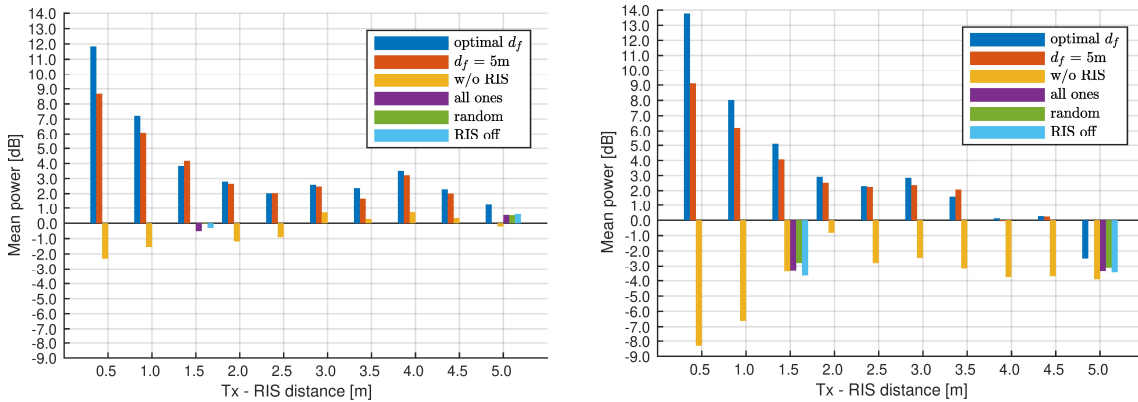 14.0
13.0
12.0
11.0
10.0
9.0
8.0
7.0
6.0
5.0
4.0
3.0
2.0
1.0
0.0
-1.0
-2.0
-3.0
-4.0
-5.0
-6.0
-7.0
-8.0
-9.0
Mean power [dB]
optimal d_f
d_f = 5m
w/o RIS
all ones
random
RIS off
0.5 1.0 1.5 2.0 2.5 3.0 3.5 4.0 4.5 5.0
Tx - RIS distance [m]
14.0
13.0
12.0
11.0
10.0
9.0
8.0
7.0
6.0
5.0
4.0
3.0
2.0
1.0
0.0
-1.0
-2.0
-3.0
-4.0
-5.0
-6.0
-7.0
-8.0
-9.0
Mean power [dB]
optimal d_f
d_f = 5m
w/o RIS
all ones
random
RIS off
0.5 1.0 1.5 2.0 2.5 3.0 3.5 4.0 4.5 5.0
Tx - RIS distance [m]